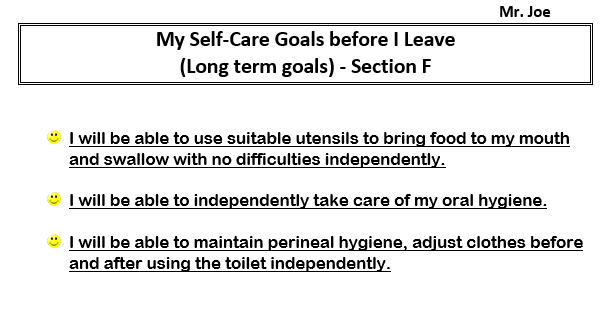 Mr. Joe
My Self-Care Goals before I Leave
(Long term goals) - Section F
I will be able to use suitable utensils to bring food to my mouth
and swallow with no difficulties independently.
I will be able to independently take care of my oral hygiene.
I will be able to maintain perineal hygiene, adjust clothes before
and after using the toilet independently.